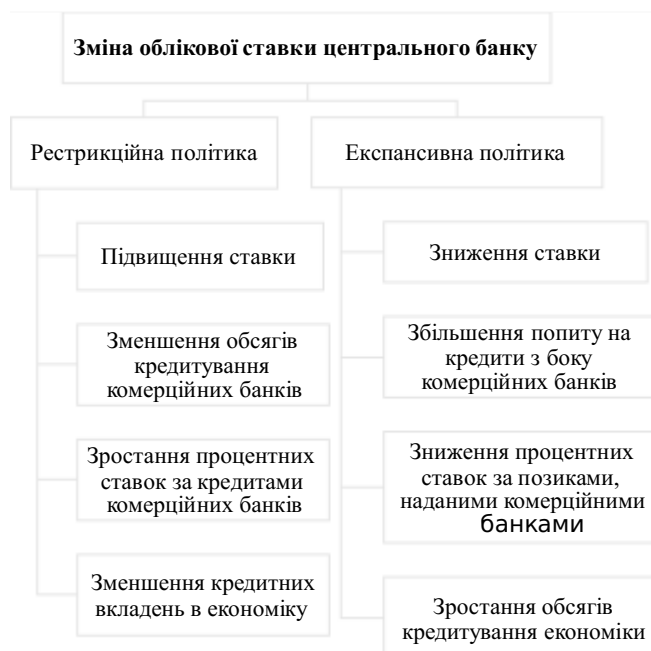 Зміна облікової ставки центрального банку
Рестрикційна політика
Експансивна політика
Підвищення ставки
Зниження ставки
Зменшення обсягів
кредитування
комерційних банків
Збільшення попиту на
кредити з боку
комерційних банків
Зростання процентних
ставок за кредитами
комерційних банків
Зниження процентних
ставок за позиками,
наданими комерційними
банками
Зменшення кредитних
вкладень в економіку
Зростання обсягів
кредитування економіки